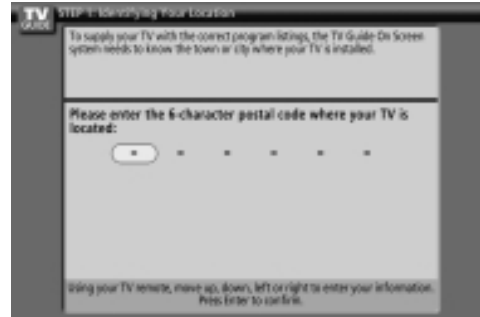 TV
GUIDE
STEP 1: Identifying Your Location
To supply your TV with the correct program listings, the TV Guide On Screen
system needs to know the town or city where your TV is installed.
Please enter the 6-character postal code where your TV is
located:
- - - - - -
Using your TV remote, move up, down, left or right to enter your information.
Press Enter to confirm.